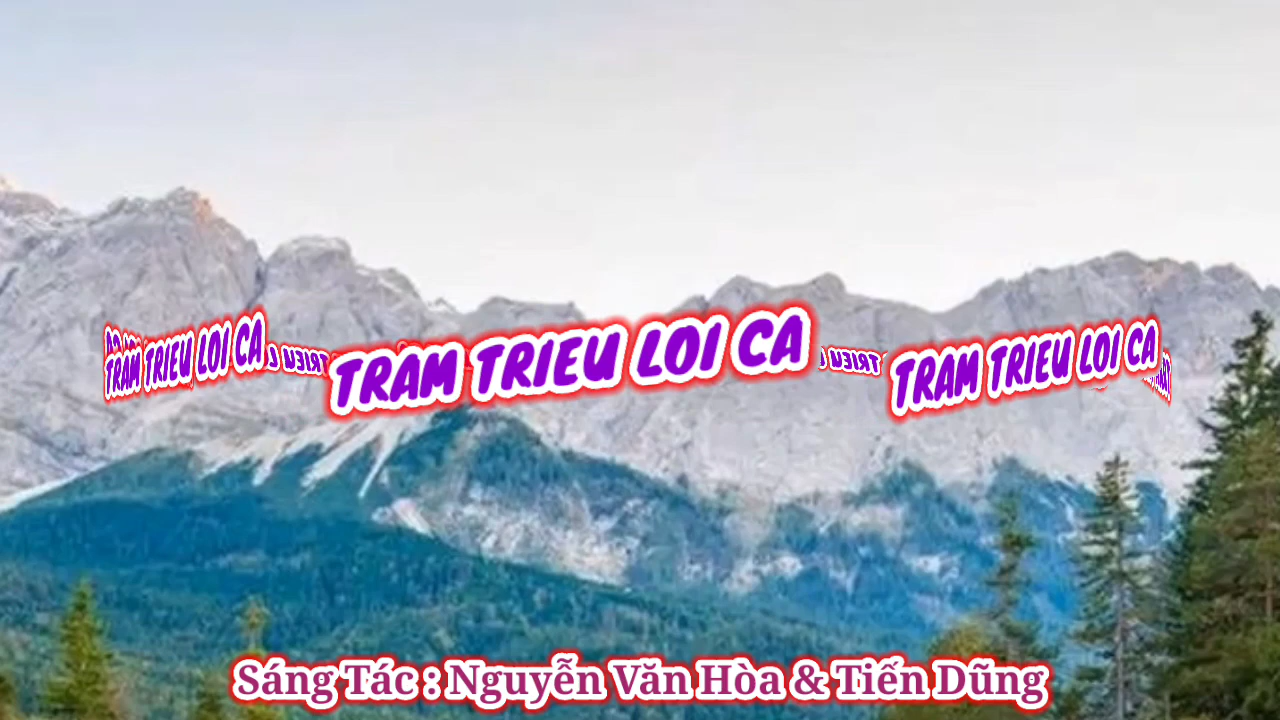 TRAM TRIEU LOI CA TRAM TRIEU LOI CA TRAM TRIEU LOI CA
Sáng Tác : Nguyễn Văn Hòa & Tiến Dũng